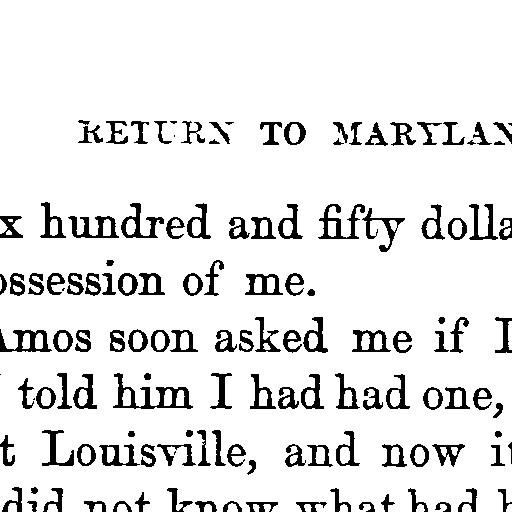 RETURN TO MARYLAN
x hundred and fifty dolla
ossession of me.
Amos soon asked me if I
I told him I had had one,
t Louisville, and now it
did not know what had h